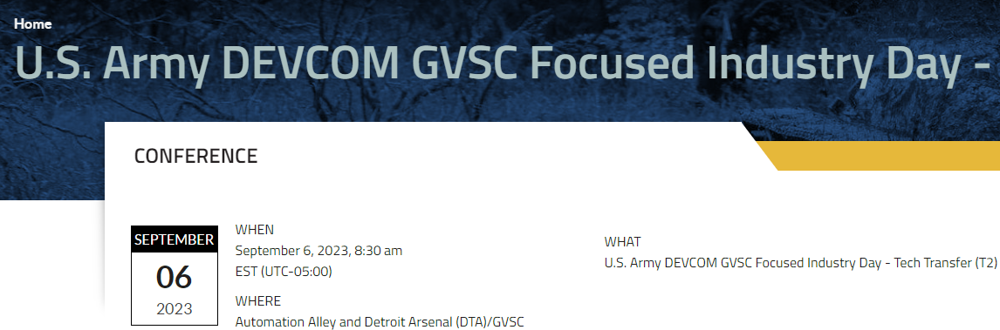 Home
U.S. Army DEVCOM GVSC Focused Industry Day -
CONFERENCE
SEPTEMBER
06
2023
WHEN
September 6, 2023, 8:30 am
EST (UTC-05:00)
WHERE
Automation Alley and Detroit Arsenal (DTA)/GVSC
WHAT
U.S. Army DEVCOM GVSC Focused Industry Day - Tech Transfer (T2)